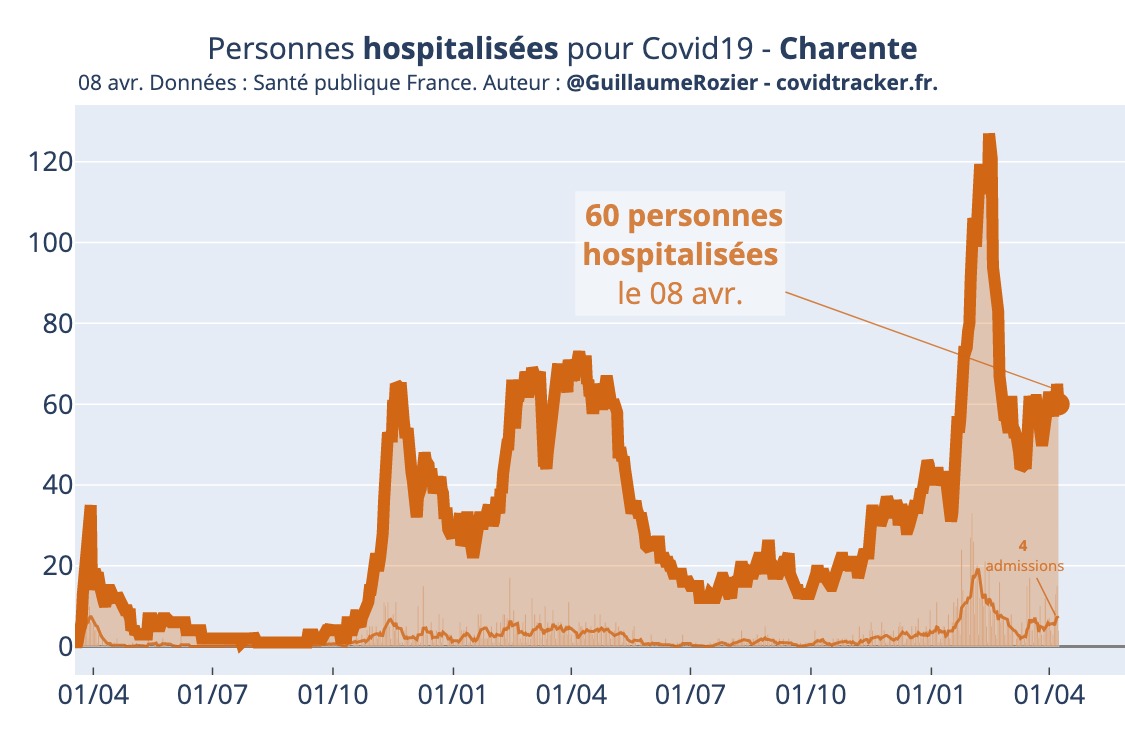 Personnes hospitalisées pour Covid19 - Charente
08 avr. Données : Santé publique France. Auteur : @GuillaumeRozier - covidtracker.fr.
120
100
80
60
40
20
0
60 personnes
hospitalisées
le 08 avr.
4
admissions
01/04 01/07 01/10 01/01 01/04 01/07 01/10 01/01 01/04